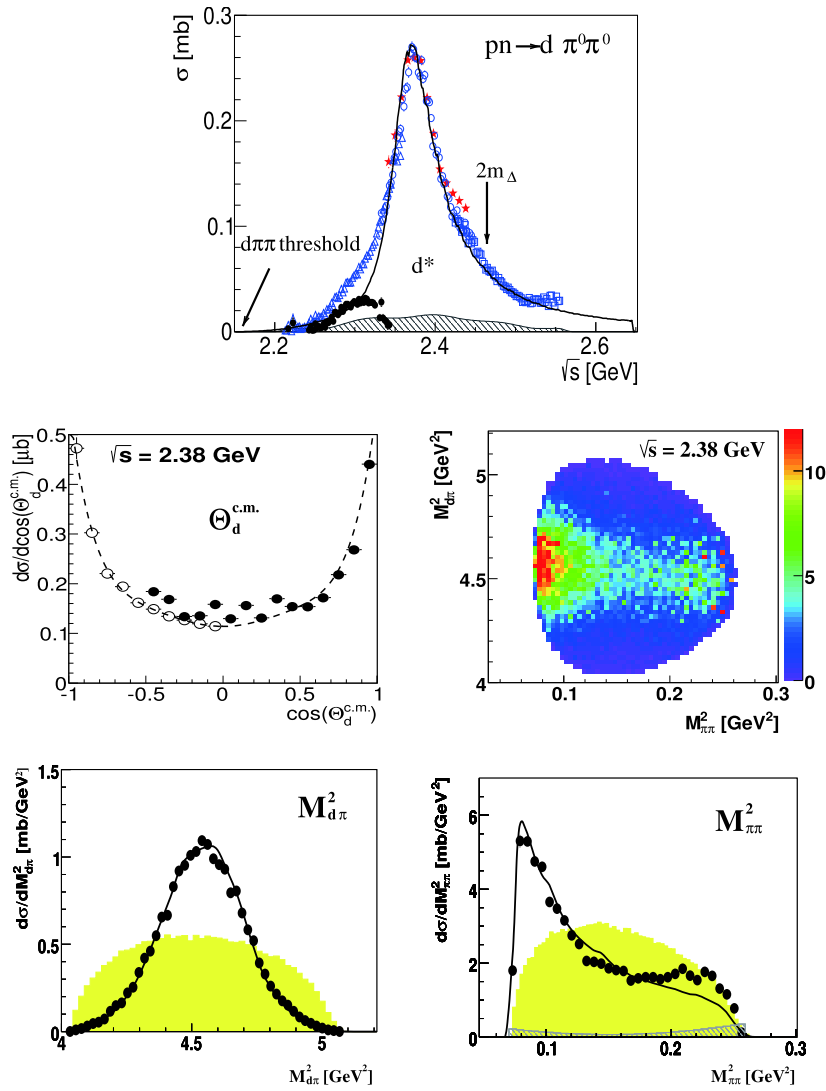 0.3
σ [mb]
pn→d π⁰π⁰
0.2
2mΔ
0.1
dππ threshold
d*
0
2.2
2.4
2.6
√s [GeV]
dσ/dcos(Θ_d^c.m.) [μb]
0.5
√s = 2.38 GeV
0.4
Θ_d^c.m.
0.3
0.2
0.1
0
-1
-0.5
0
0.5
1
cos(Θ_d^c.m.)
M²_dπ [GeV²]
√s = 2.38 GeV
5
4.5
4
0.1
0.2
0.3
M²_ππ [GeV²]
10
5
0
dσ/dM²_dπ [mb/GeV²]
1.5
M²_dπ
1
0.5
0
4
4.5
5
M²_dπ [GeV²]
dσ/dM²_ππ [mb/GeV²]
M²_ππ
6
4
2
0
0.1
0.2
0.3
M²_ππ [GeV²]